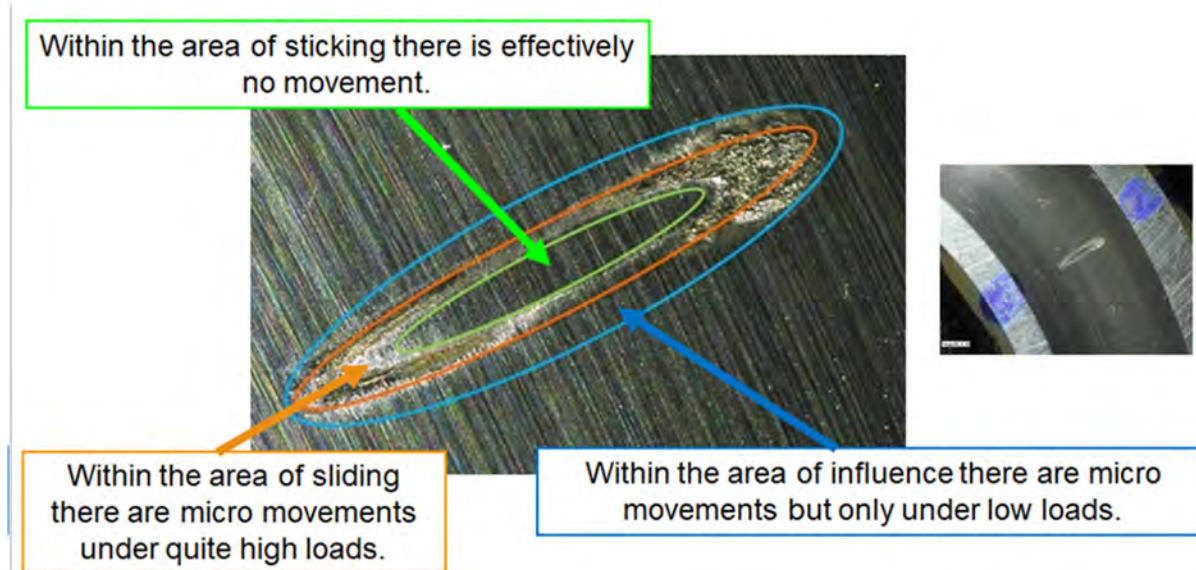 Within the area of sticking there is effectively
no movement.
Within the area of sliding
there are micro movements
under quite high loads.
Within the area of influence there are micro
movements but only under low loads.